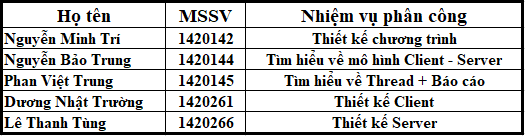 Họ tên MSSV Nhiệm vụ phân công
Nguyễn Minh Trí 1420142 Thiết kế chương trình
Nguyễn Bảo Trung 1420144 Tìm hiểu về mô hình Client - Server
Phan Việt Trung 1420145 Tìm hiểu về Thread + Báo cáo
Dương Nhật Trường 1420261 Thiết kế Client
Lê Thanh Tùng 1420266 Thiết kế Server